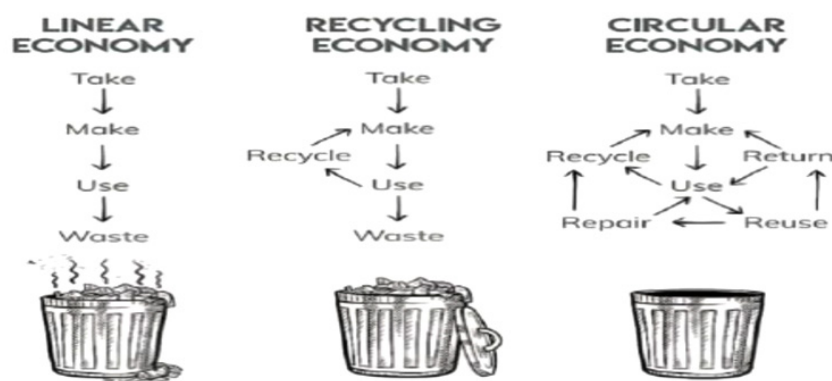 LINEAR
ECONOMY
Take
Make
Use
Waste
RECYCLING
ECONOMY
Take
Make
Recycle
Use
Waste
CIRCULAR
ECONOMY
Take
Make
Recycle
Return
Use
Repair
Reuse